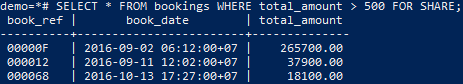 demo=*# SELECT * FROM bookings WHERE total_amount > 500 FOR SHARE;
 book_ref |       book_date        | total_amount
----------+------------------------+--------------
 00000F   | 2016-09-02 06:12:00+07 |    265700.00
 000012   | 2016-09-11 12:02:00+07 |     37900.00
 000068   | 2016-10-13 17:27:00+07 |     18100.00